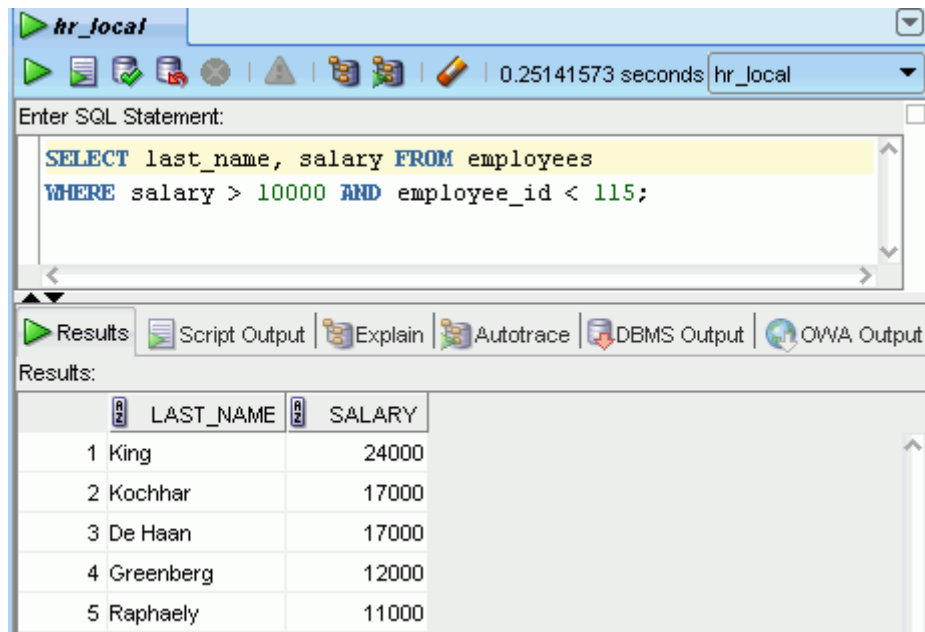 hr_local
0.25141573 seconds hr_local
Enter SQL Statement:
SELECT last_name, salary FROM employees
WHERE salary > 10000 AND employee_id < 115;
Results Script Output Explain Autotrace DBMS Output OWA Output
Results:
LAST_NAME SALARY
1 King 24000
2 Kochhar 17000
3 De Haan 17000
4 Greenberg 12000
5 Raphaely 11000